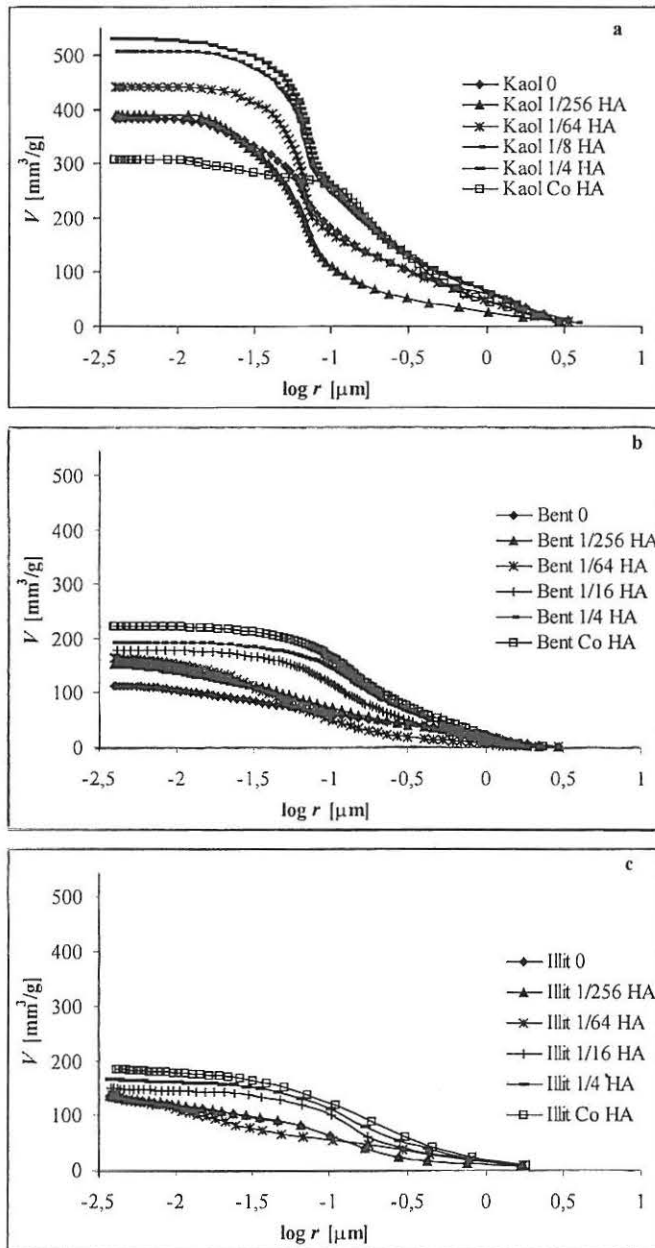 a
500
400
300
200
100
0
V [mm³/g]
-2,5 -2 -1,5 -1 -0,5 0 0,5 1
log r [µm]
Kaol 0
Kaol 1/256 HA
Kaol 1/64 HA
Kaol 1/8 HA
Kaol 1/4 HA
Kaol Co HA
b
500
400
300
200
100
0
V [mm³/g]
-2,5 -2 -1,5 -1 -0,5 0 0,5 1
log r [µm]
Bent 0
Bent 1/256 HA
Bent 1/64 HA
Bent 1/16 HA
Bent 1/4 HA
Bent Co HA
c
500
400
300
200
100
0
V [mm³/g]
-2,5 -2 -1,5 -1 -0,5 0 0,5 1
log r [µm]
Illit 0
Illit 1/256 HA
Illit 1/64 HA
Illit 1/16 HA
Illit 1/4 HA
Illit Co HA